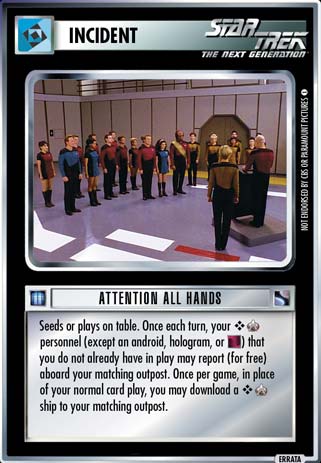 INCIDENT
STAR TREK
THE NEXT GENERATION
NOT ENDORSED BY CBS OR PARAMOUNT PICTURES
ATTENTION ALL HANDS
Seeds or plays on table. Once each turn, your
personnel (except an android, hologram, or ) that
you do not already have in play may report (for free)
aboard your matching outpost. Once per game, in place
of your normal card play, you may download a
ship to your matching outpost.
ERRATA